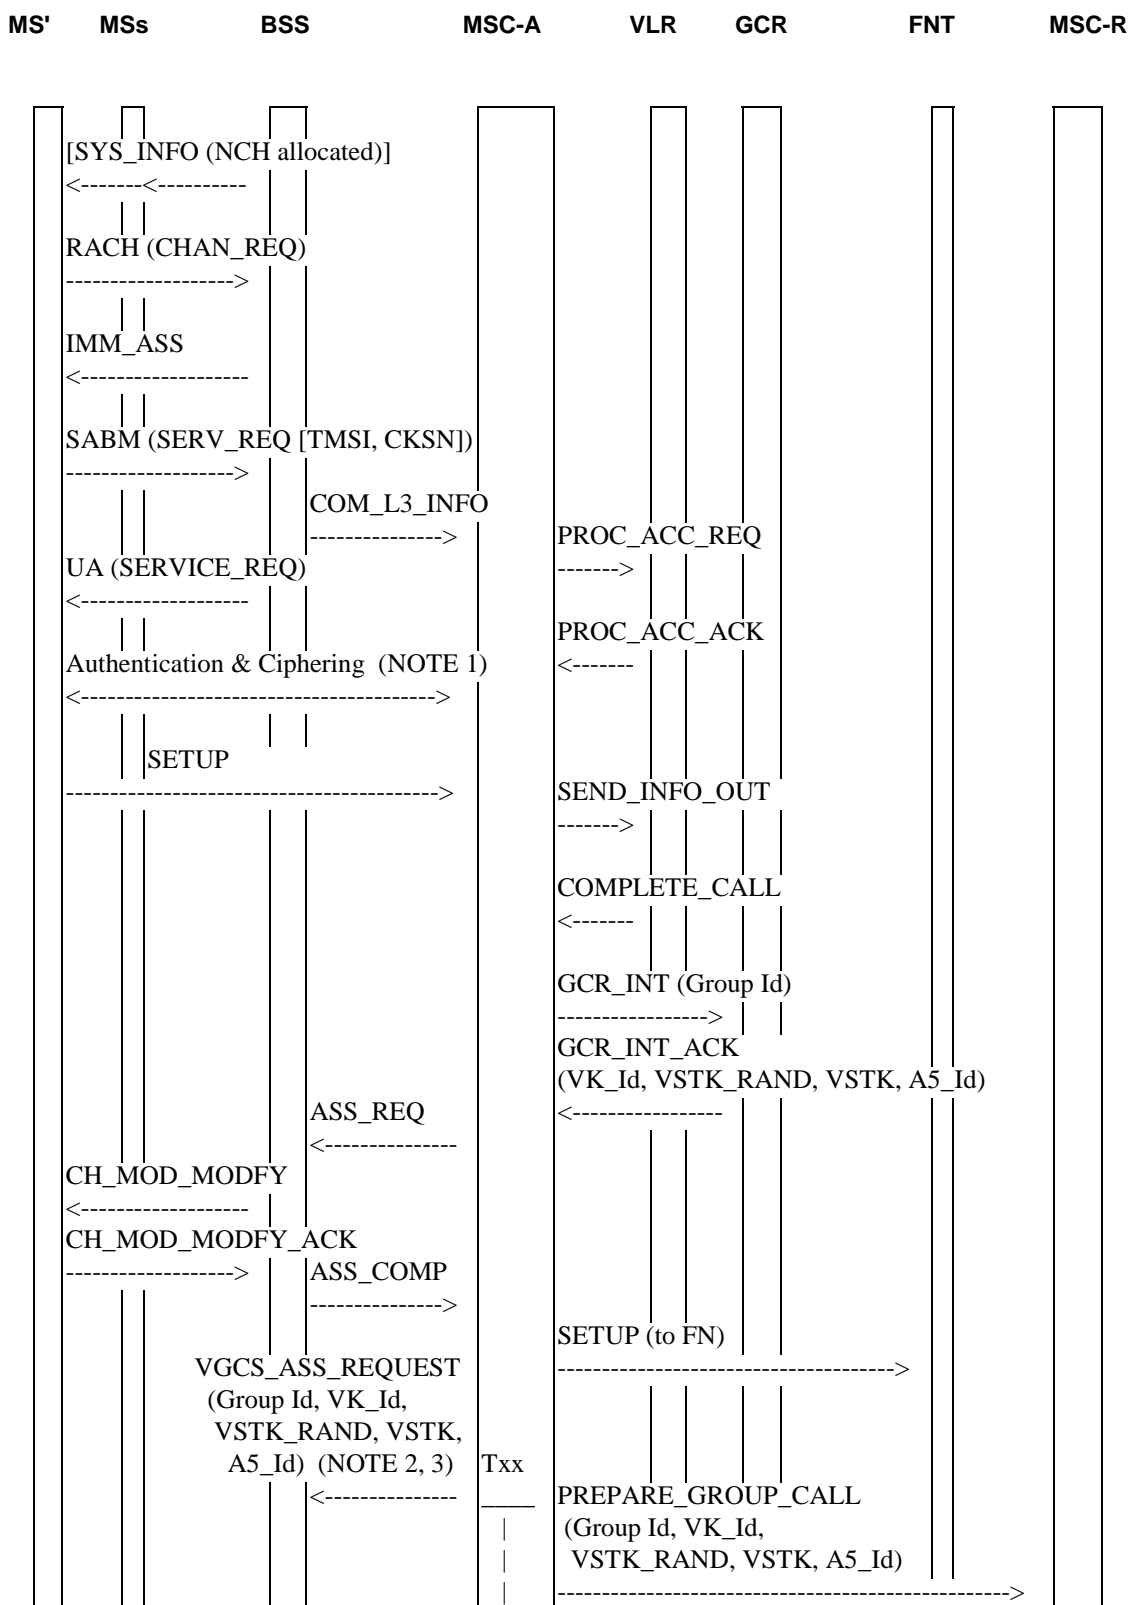 MS' MSs BSS MSC-A VLR GCR FNT MSC-R
[SYS_INFO (NCH allocated)]
<-------<----------
RACH (CHAN_REQ)
------------------->
IMM_ASS
<-------------------
SABM (SERV_REQ [TMSI, CKSN])
------------------->
COM_L3_INFO
---------------> PROC_ACC_REQ
UA (SERVICE_REQ) ------->
<-------------------
PROC_ACC_ACK
Authentication & Ciphering (NOTE 1) <-------
<---------------------------------------->
SETUP
------------------------------------------> SEND_INFO_OUT
------->
COMPLETE_CALL
<-------
GCR_INT (Group Id)
----------------->
GCR_INT_ACK
(VK_Id, VSTK_RAND, VSTK, A5_Id)
ASS_REQ <-----------------
<---------------
CH_MOD_MODFY
<-------------------
CH_MOD_MODFY_ACK
-------------------> ASS_COMP
--------------->
SETUP (to FN)
VGCS_ASS_REQUEST -------------------------------------->
(Group Id, VK_Id,
VSTK_RAND, VSTK,
A5_Id) (NOTE 2, 3) Txx
<--------------- ____ PREPARE_GROUP_CALL
| (Group Id, VK_Id,
| VSTK_RAND, VSTK, A5_Id)
| --------------------------------------------------->